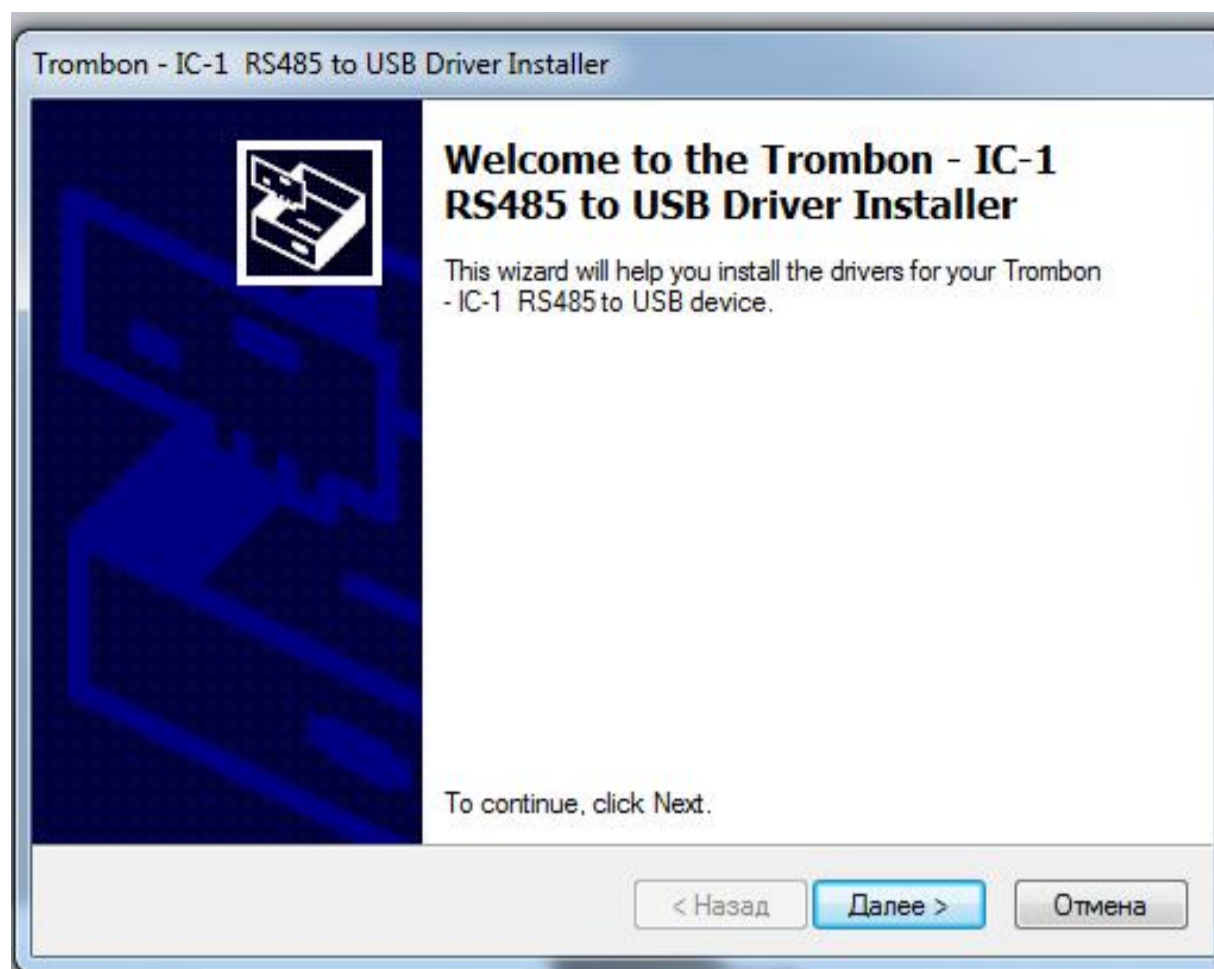 Trombon - IC-1  RS485 to USB Driver Installer
Welcome to the Trombon - IC-1
RS485 to USB Driver Installer
This wizard will help you install the drivers for your Trombon
- IC-1  RS485 to USB device.
To continue, click Next.
< Назад
Далее >
Отмена